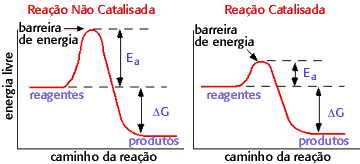 Reação Não Catalisada
barreira
de energia
Ea
reagentes
ΔG
produtos
energia livre
caminho da reação
Reação Catalisada
barreira
de energia
Ea
reagentes
ΔG
produtos
caminho da reação